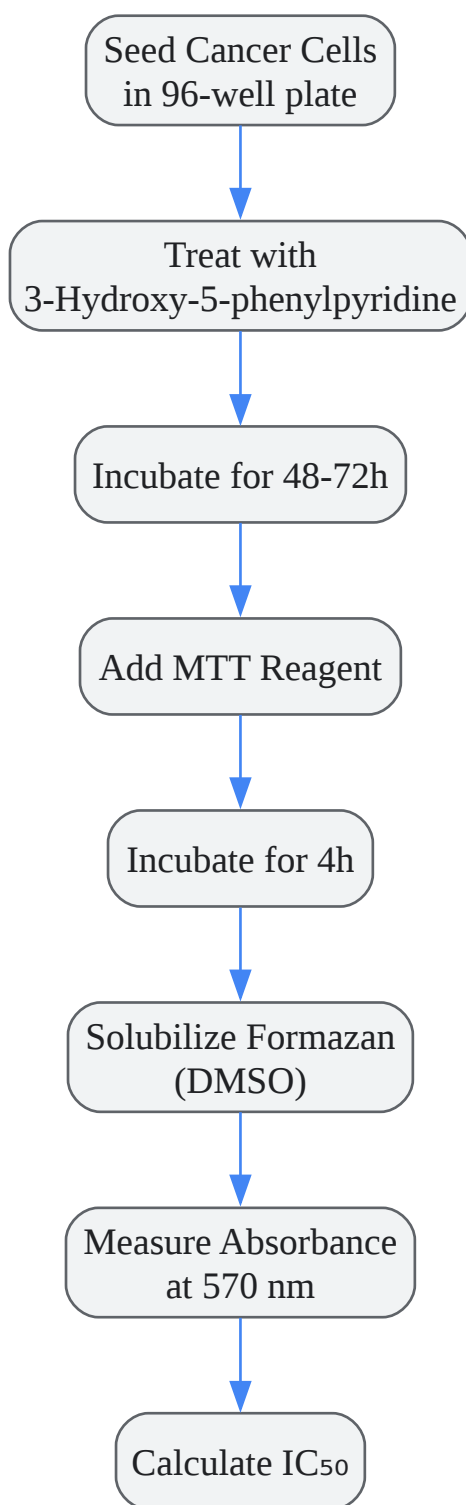 Seed Cancer Cells
in 96-well plate
Treat with
3-Hydroxy-5-phenylpyridine
Incubate for 48-72h
Add MTT Reagent
Incubate for 4h
Solubilize Formazan
(DMSO)
Measure Absorbance
at 570 nm
Calculate IC₅₀